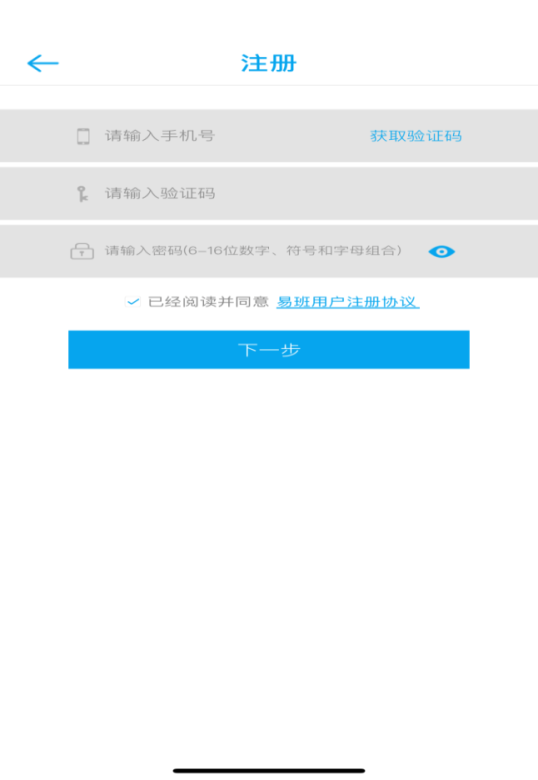 注册
请输入手机号 获取验证码
请输入验证码
请输入密码(6-16位数字、符号和字母组合)
已经阅读并同意 易班用户注册协议
下一步